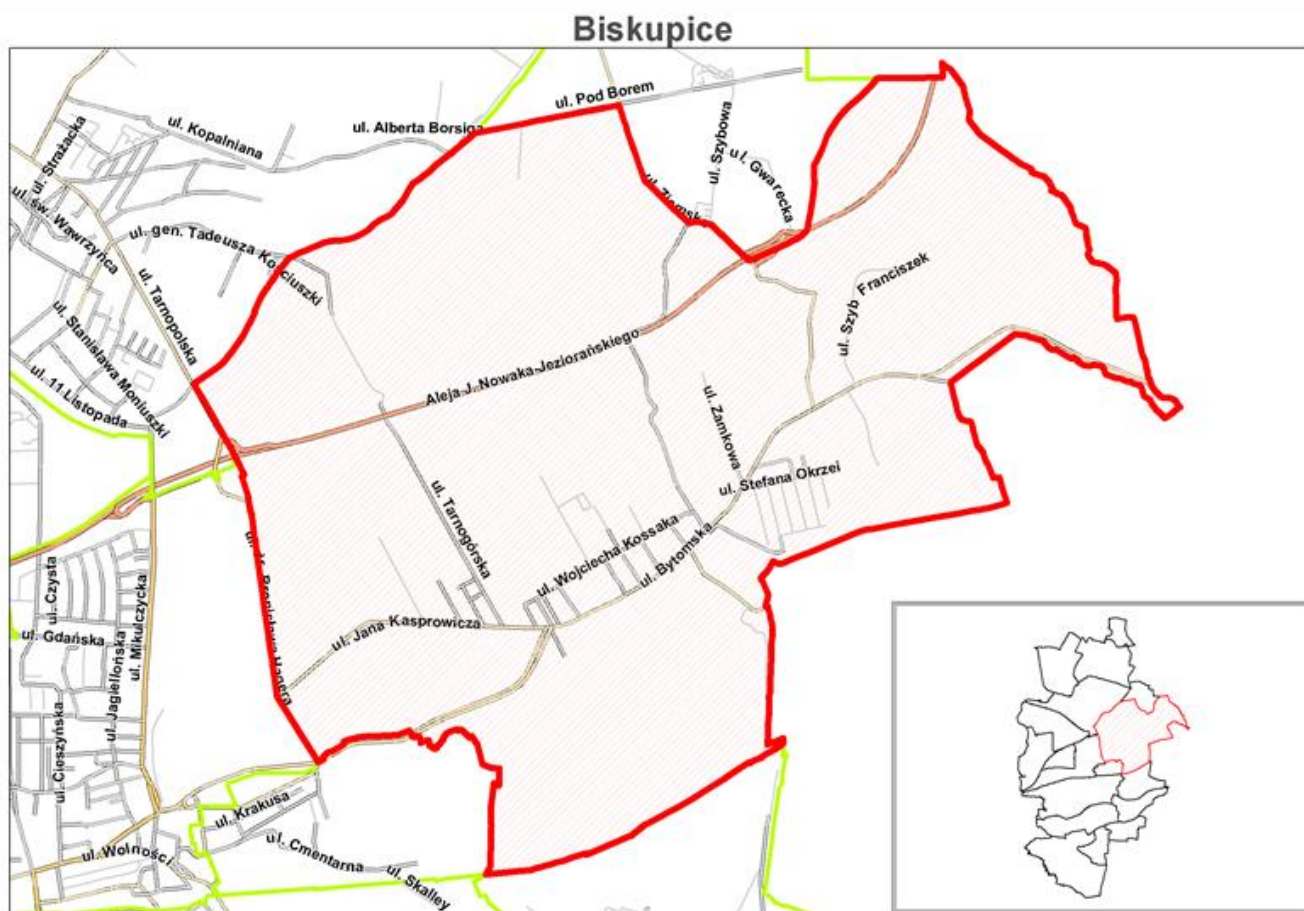 Biskupice
ul. Pod Borem
ul. Alberta Borsiga
ul. Kopalniana
ul. Strażacka
ul. Szybowa
ul. Gwarecka
ul. św. Wawrzyńca
ul. gen. Tadeusza Kościuszki
ul. Tarnopolska
ul. Szyb Franciszek
ul. Stanisława Moniuszki
ul. 11 Listopada
Aleja J. Nowaka-Jeziorańskiego
ul. Zamkowa
ul. Stefana Okrzei
ul. Tarnogórska
ul. Wojciecha Kossaka
ul. Bytomska
ul. Czysta
ul. Gdańska
ul. Jagiellońska
ul. Mikulczycka
ul. Jana Kasprowicza
Hagera
ul. Cieszyńska
ul. Krakusa
ul. Wolności
ul. Cmentarna
ul. Skalley